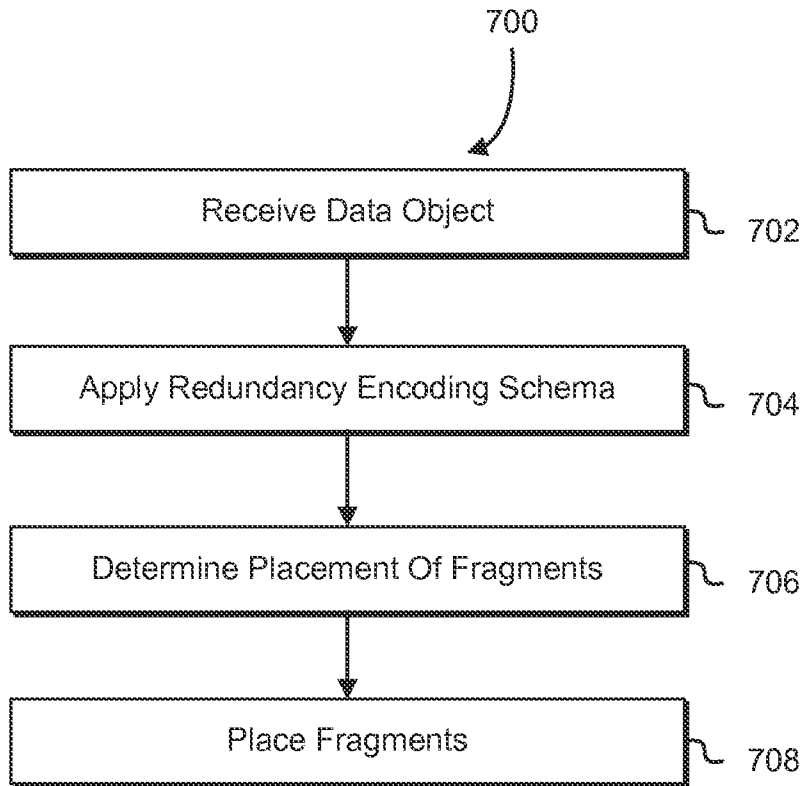 700
Receive Data Object
702
Apply Redundancy Encoding Schema
704
Determine Placement Of Fragments
706
Place Fragments
708